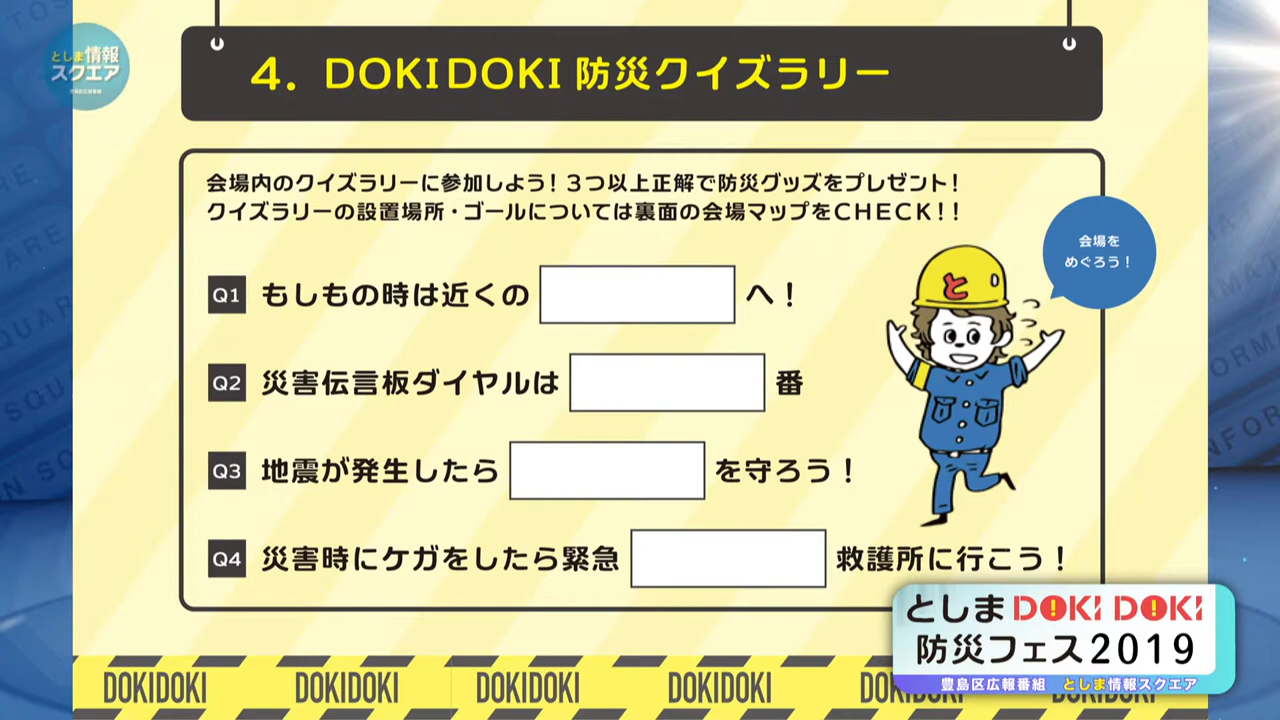 としま情報
スクエア
豊島区広報番組
4. DOKIDOKI 防災クイズラリー
会場内のクイズラリーに参加しよう！3つ以上正解で防災グッズをプレゼント！
クイズラリーの設置場所・ゴールについては裏面の会場マップをCHECK！！
会場を
めぐろう！
と
Q1 もしもの時は近くの へ！
Q2 災害伝言板ダイヤルは 番
Q3 地震が発生したら を守ろう！
Q4 災害時にケガをしたら緊急 救護所に行こう！
としま DOKI DOKI
防災フェス2019
豊島区広報番組 としま情報スクエア
DOKIDOKI DOKIDOKI DOKIDOKI DOKIDOKI DOKIDOKI DOKIDOKI